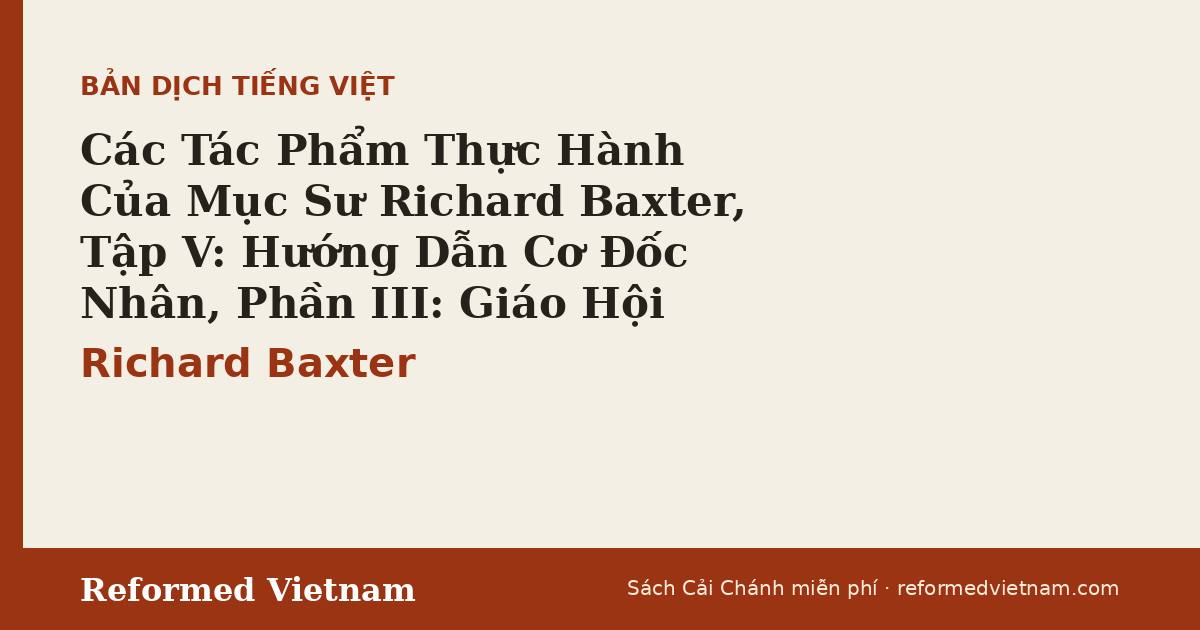 BẢN DỊCH TIẾNG VIỆT
Các Tác Phẩm Thực Hành
Của Mục Sư Richard Baxter,
Tập V: Hướng Dẫn Cơ Đốc
Nhân, Phần III: Giáo Hội
Richard Baxter
Reformed Vietnam
Sách Cải Chánh miễn phí · reformedvietnam.com